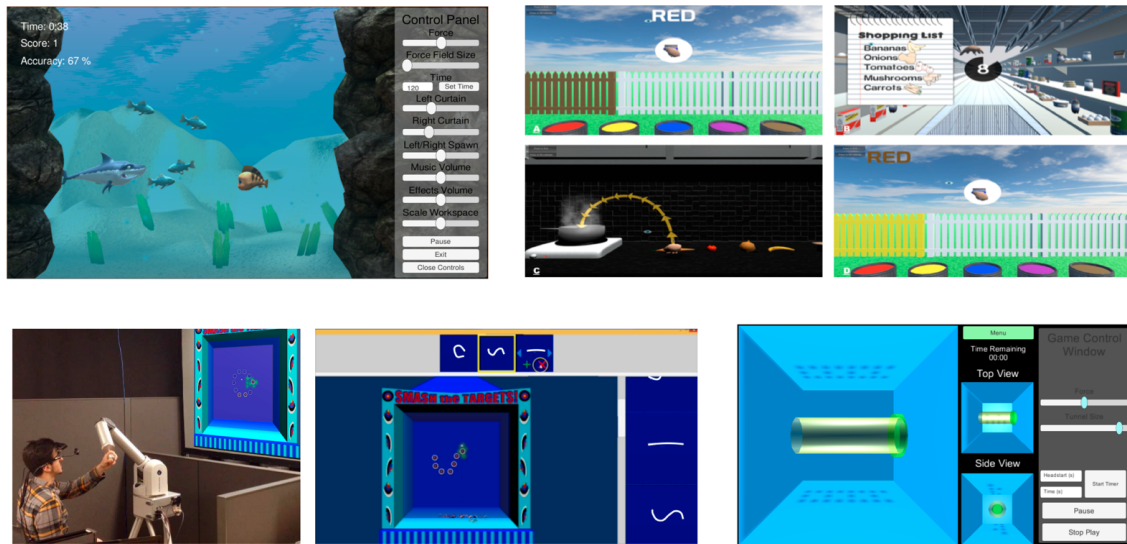 Time: 0:38
Score: 1
Accuracy: 67 %
Control Panel
Force
Force Field Size
Time
120
Set Time
Left Curtain
Right Curtain
Left/Right Spawn
Music Volume
Effects Volume
Scale Workspace
Pause
Exit
Close Controls
RED
A
Shopping List
Bananas
Onions
Tomatoes
Mushrooms
Carrots
8
B
C
RED
D
SMASH the TARGETS!
SMASH the TARGETS!
Menu
Time Remaining
00:00
Top View
Side View
Game Control
Window
Force
Tunnel Size
Headstart (s)
Time (s)
Start Timer
Pause
Stop Play